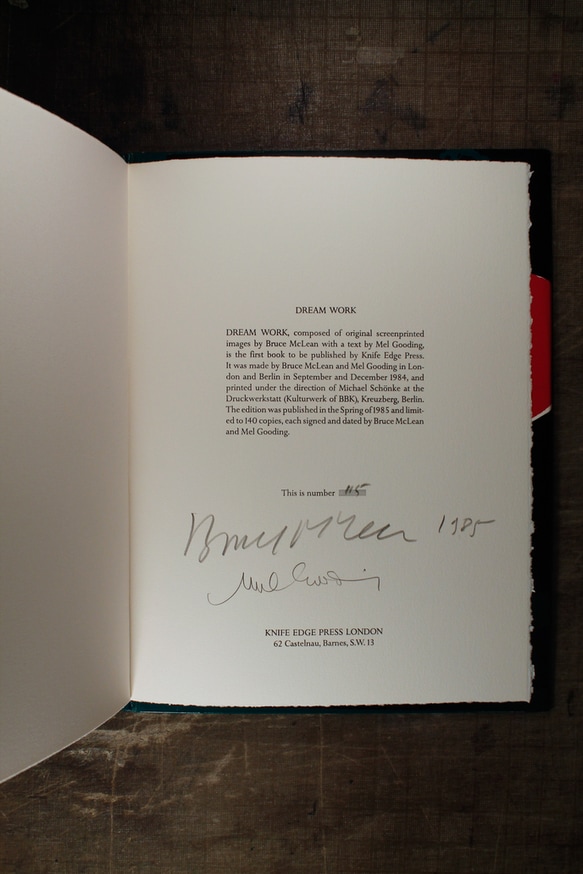 DREAM WORK
DREAM WORK, composed of original screenprinted
images by Bruce McLean with a text by Mel Gooding,
is the first book to be published by Knife Edge Press.
It was made by Bruce McLean and Mel Gooding in Lon-
don and Berlin in September and December 1984, and
printed under the direction of Michael Schönke at the
Druckwerkstatt (Kulturwerk of BBK), Kreuzberg, Berlin.
The edition was published in the Spring of 1985 and limit-
ed to 140 copies, each signed and dated by Bruce McLean
and Mel Gooding.
This is number 115
Bruce McLean 1985
Mel Gooding
KNIFE EDGE PRESS LONDON
62 Castelnau, Barnes, S.W. 13